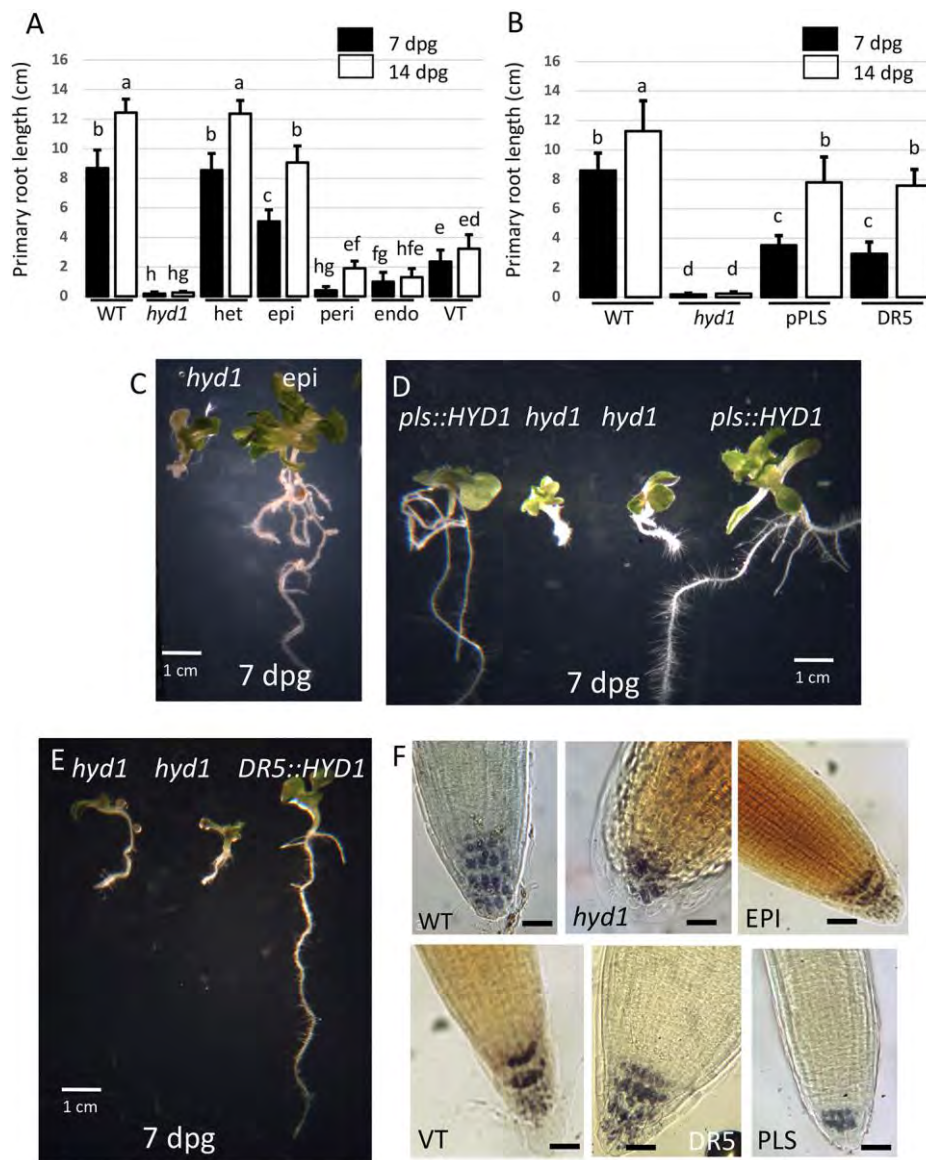 A
7 dpg
14 dpg
Primary root length (cm)
16
14
12
10
8
6
4
2
0
b a h hg b a c b hg ef fg hfe e ed
WT hyd1 het epi peri endo VT
B
7 dpg
14 dpg
Primary root length (cm)
16
14
12
10
8
6
4
2
0
b a d d c b c b
WT hyd1 pPLS DR5
C
hyd1 epi
1 cm
7 dpg
D
pls::HYD1 hyd1 hyd1 pls::HYD1
7 dpg
1 cm
E
hyd1 hyd1 DR5::HYD1
1 cm
7 dpg
F
WT hyd1 EPI
VT DR5 PLS